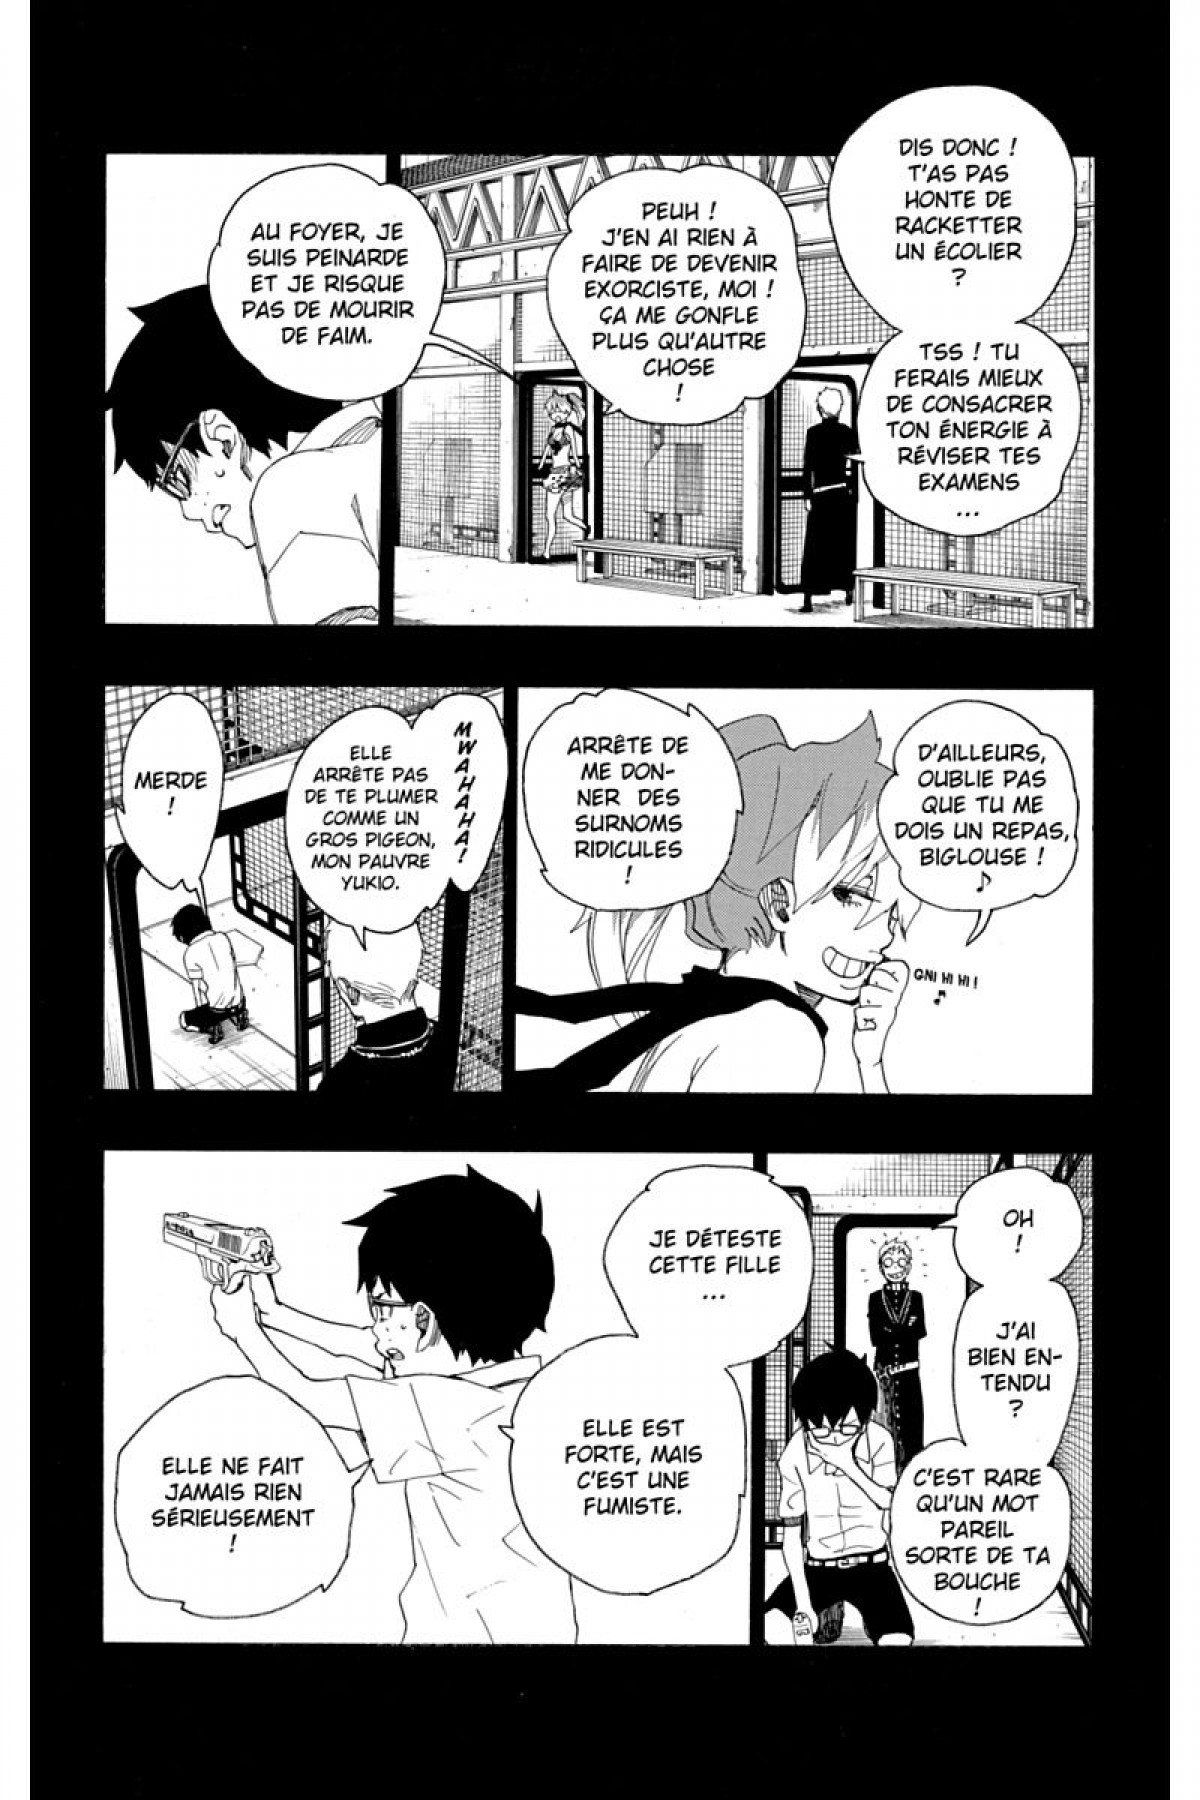 DIS DONC !
T'AS PAS
HONTE DE
RACKETTER
UN ÉCOLIER
?
TSS ! TU
FERAIS MIEUX
DE CONSACRER
TON ÉNERGIE À
RÉVISER TES
EXAMENS
...
PEUH !
J'EN AI RIEN À
FAIRE DE DEVENIR
EXORCISTE, MOI !
ÇA ME GONFLE
PLUS QU'AUTRE
CHOSE
!
AU FOYER, JE
SUIS PEINARDE
ET JE RISQUE
PAS DE MOURIR
DE FAIM.
D'AILLEURS,
OUBLIE PAS
QUE TU ME
DOIS UN REPAS,
BIGLOUSE !
♪
GNI HI HI !
♪
ARRÊTE DE
ME DON-
NER DES
SURNOMS
RIDICULES
!
MWAHAHA !
ELLE
ARRÊTE PAS
DE TE PLUMER
COMME UN
GROS PIGEON,
MON PAUVRE
YUKIO.
MERDE
!
OH
!
J'AI
BIEN EN-
TENDU
?
C'EST RARE
QU'UN MOT
PAREIL
SORTE DE TA
BOUCHE
!
JE DÉTESTE
CETTE FILLE
...
ELLE EST
FORTE, MAIS
C'EST UNE
FUMISTE.
ELLE NE FAIT
JAMAIS RIEN
SÉRIEUSEMENT
!